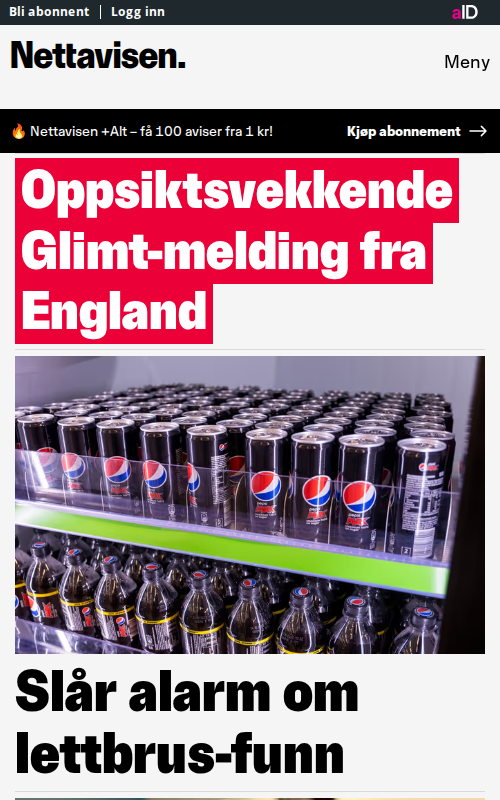 Bli abonnent | Logg inn
aID
Nettavisen.
Meny
🔥 Nettavisen +Alt – få 100 aviser fra 1 kr!
Kjøp abonnement →
Oppsiktsvekkende
Glimt-melding fra
England
Slår alarm om
lettbrus-funn